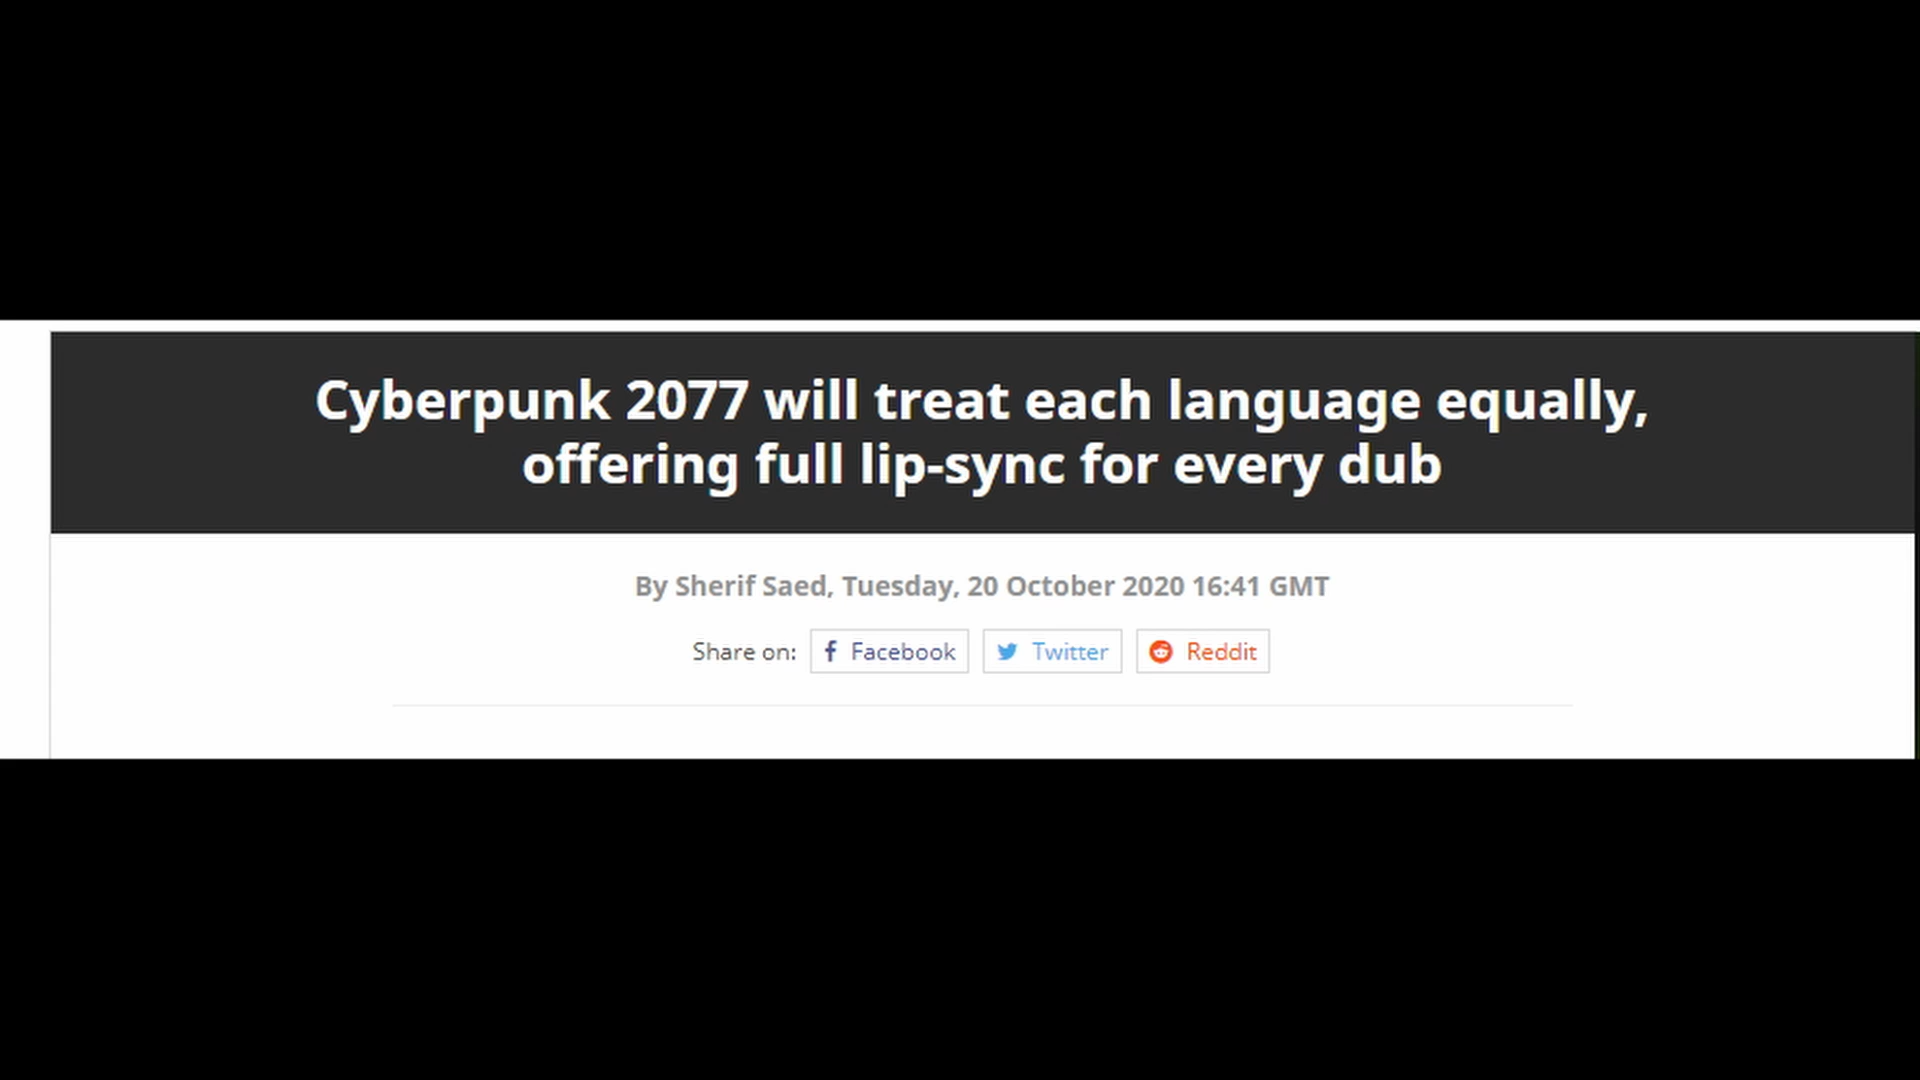 Cyberpunk 2077 will treat each language equally,
offering full lip-sync for every dub
By Sherif Saed, Tuesday, 20 October 2020 16:41 GMT
Share on: Facebook Twitter Reddit